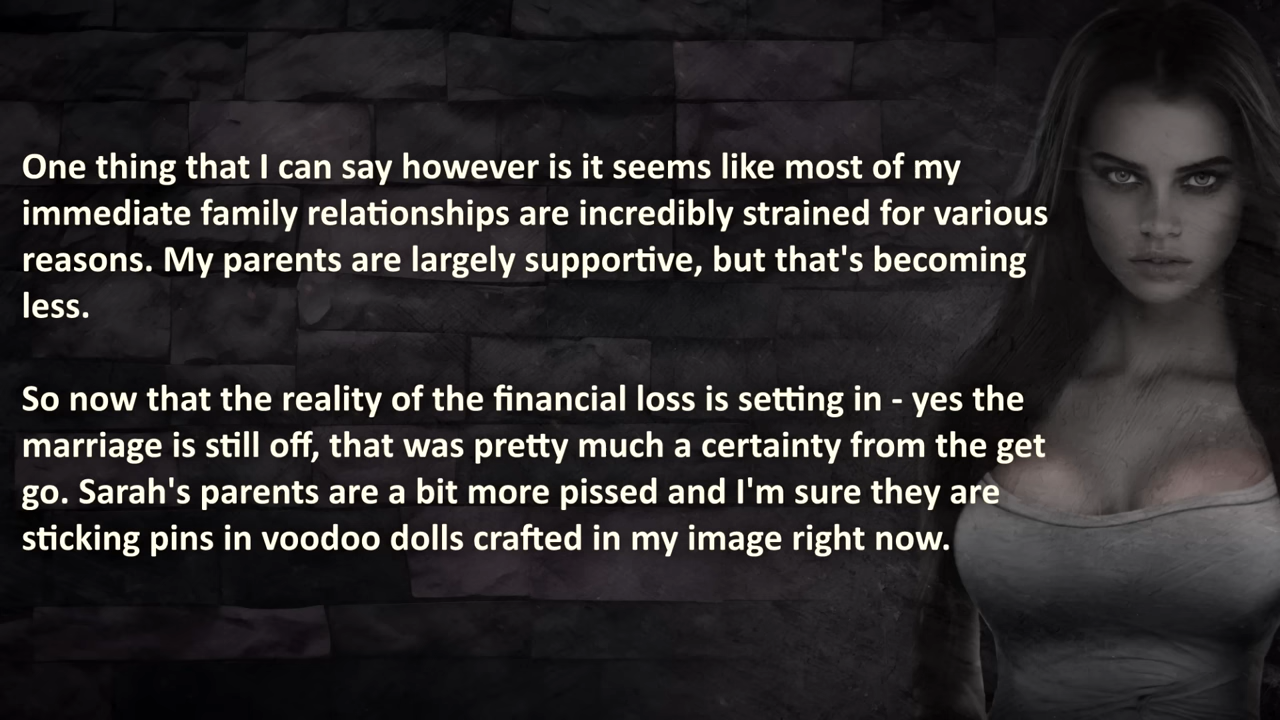 One thing that I can say however is it seems like most of my
immediate family relationships are incredibly strained for various
reasons. My parents are largely supportive, but that's becoming
less.
So now that the reality of the financial loss is setting in - yes the
marriage is still off, that was pretty much a certainty from the get
go. Sarah's parents are a bit more pissed and I'm sure they are
sticking pins in voodoo dolls crafted in my image right now.